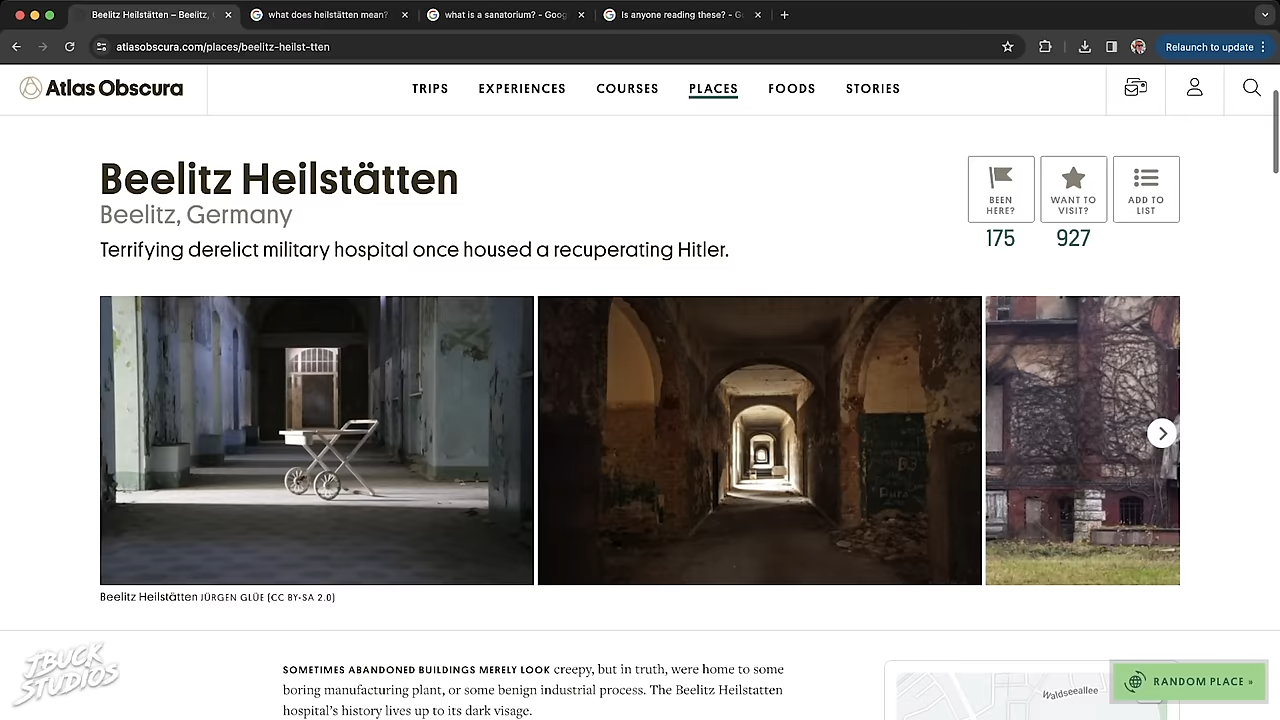 Beelitz Heilstätten – Beelitz,
what does heilstätten mean?
what is a sanatorium? - Goog
Is anyone reading these? - G
atlasobscura.com/places/beelitz-heilst-tten
Relaunch to update
Atlas Obscura
TRIPS EXPERIENCES COURSES PLACES FOODS STORIES
Beelitz Heilstätten
Beelitz, Germany
Terrifying derelict military hospital once housed a recuperating Hitler.
BEEN
HERE?
175
WANT TO
VISIT?
927
ADD TO
LIST
Beelitz Heilstätten JÜRGEN GLÜE (CC BY-SA 2.0)
SOMETIMES ABANDONED BUILDINGS MERELY LOOK creepy, but in truth, were home to some
boring manufacturing plant, or some benign industrial process. The Beelitz Heilstatten
hospital's history lives up to its dark visage.
Waldseeallee
RANDOM PLACE »
JBUCK
STUDIOS